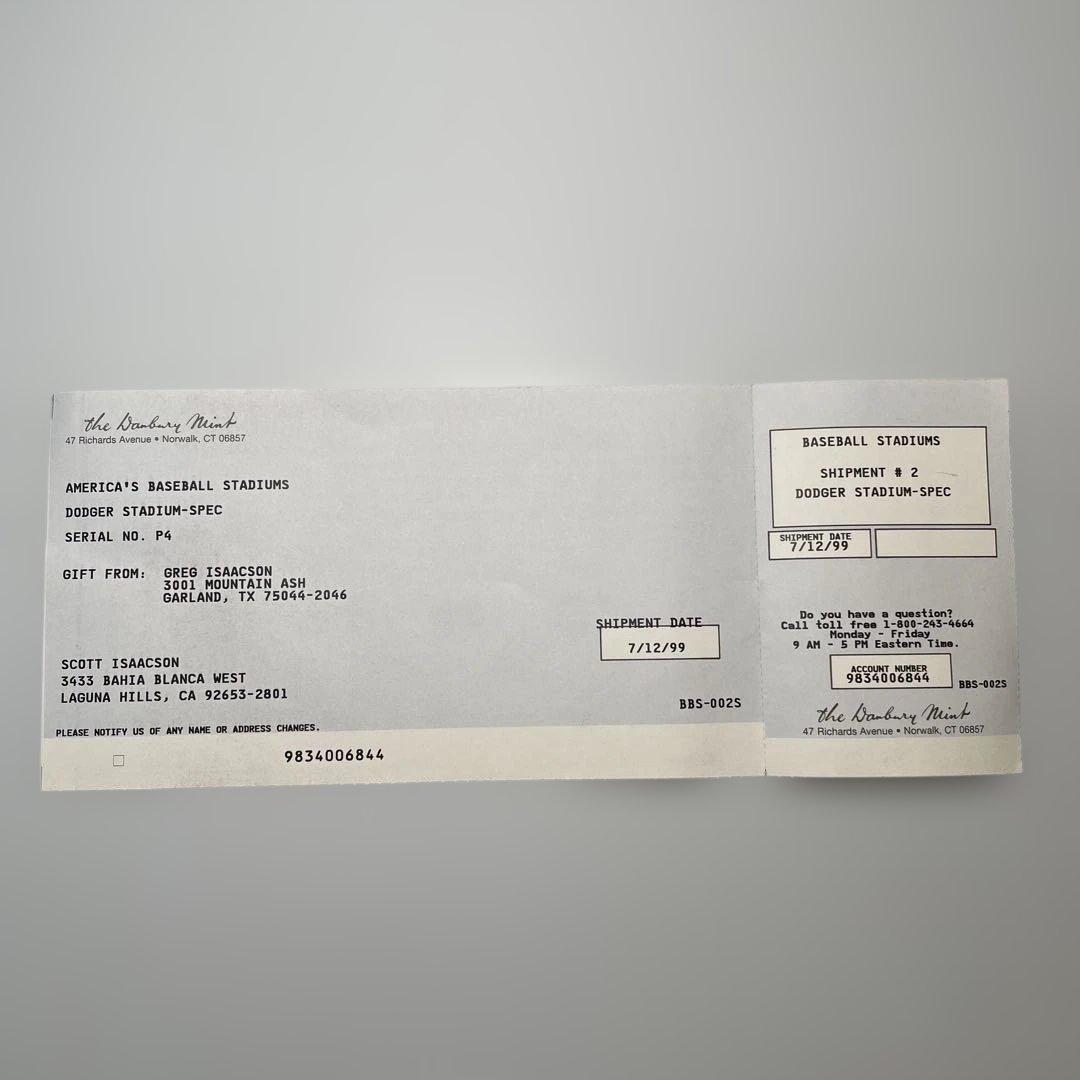 the Danbury Mint
47 Richards Avenue • Norwalk, CT 06857
AMERICA'S BASEBALL STADIUMS
DODGER STADIUM-SPEC
SERIAL NO. P4
GIFT FROM: GREG ISAACSON
3001 MOUNTAIN ASH
GARLAND, TX 75044-2046
SHIPMENT DATE
7/12/99
SCOTT ISAACSON
3433 BAHIA BLANCA WEST
LAGUNA HILLS, CA 92653-2801
BBS-002S
PLEASE NOTIFY US OF ANY NAME OR ADDRESS CHANGES.
9834006844
BASEBALL STADIUMS
SHIPMENT # 2
DODGER STADIUM-SPEC
SHIPMENT DATE
7/12/99
Do you have a question?
Call toll free 1-800-243-4664
Monday - Friday
9 AM - 5 PM Eastern Time.
ACCOUNT NUMBER
9834006844
BBS-002S
the Danbury Mint
47 Richards Avenue • Norwalk, CT 06857